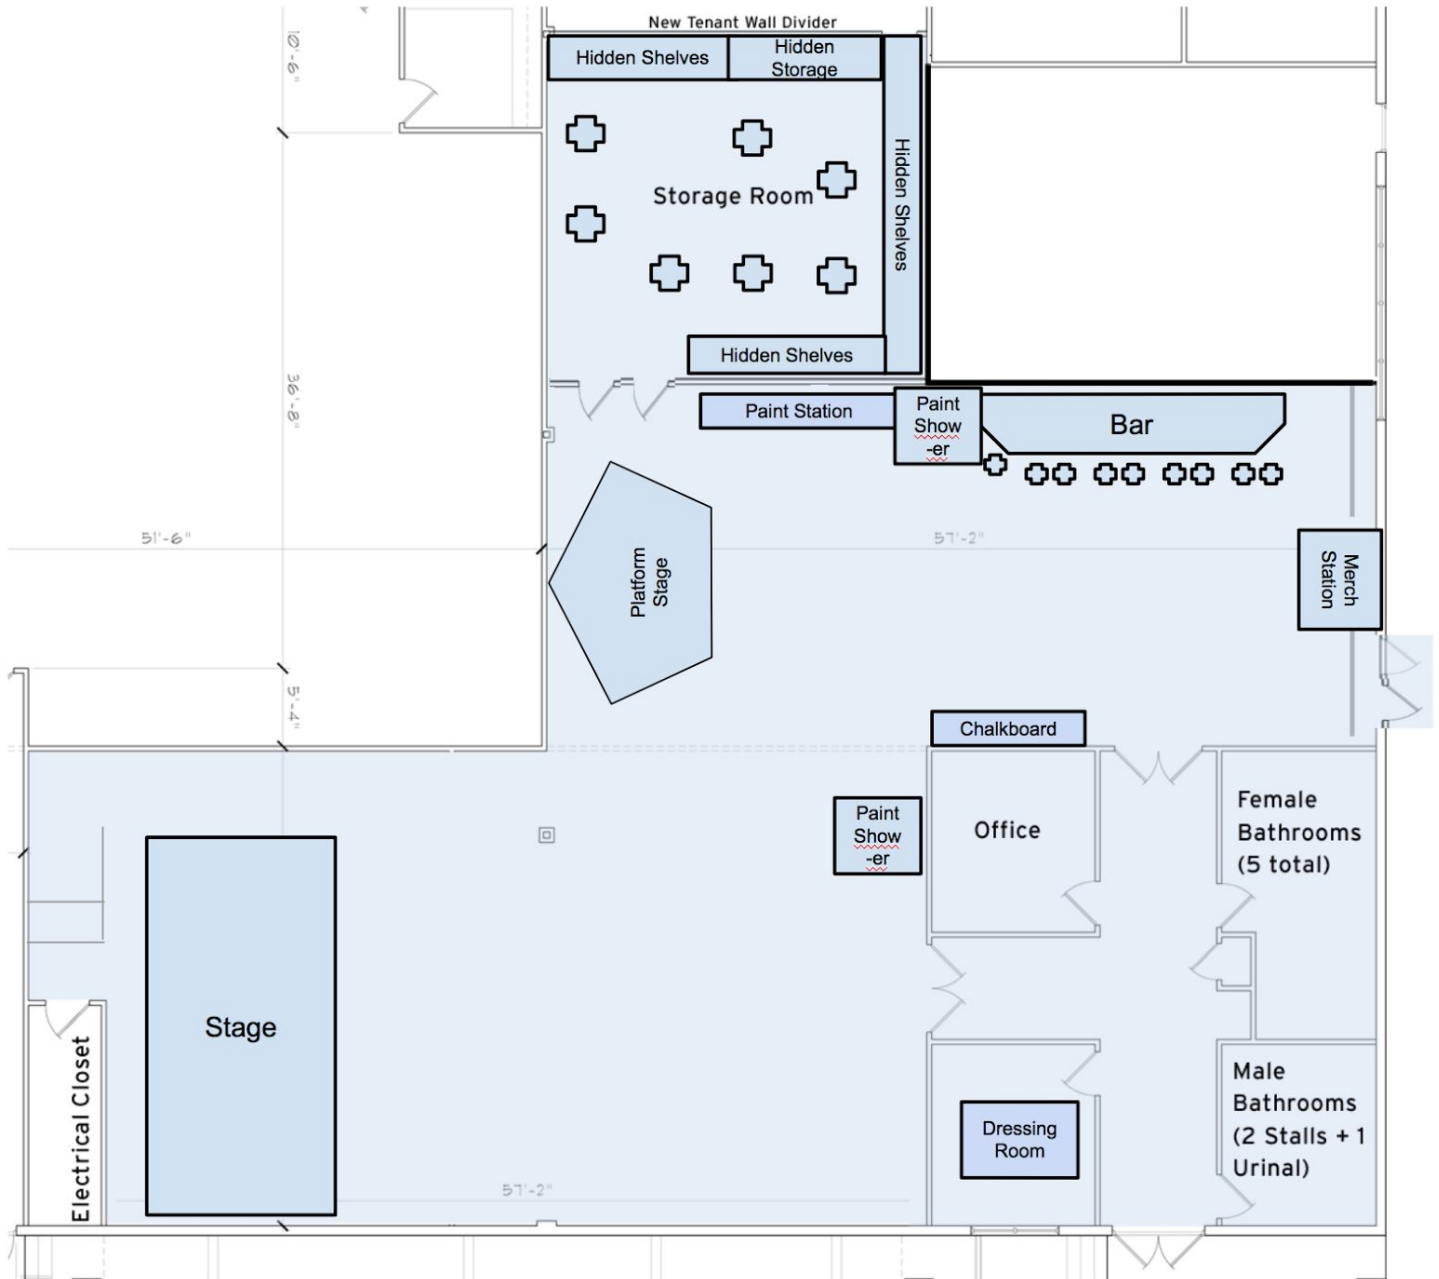 New Tenant Wall Divider
Hidden Shelves
Hidden
Storage
10'-6"
Hidden Shelves
Storage Room
Hidden Shelves
36'-8"
Paint Station
Paint
Show
-er
Bar
51'-6"
57'-2"
Platform
Stage
Merch
Station
5'-4"
Chalkboard
Paint
Show
-er
Office
Female
Bathrooms
(5 total)
Stage
Electrical Closet
Dressing
Room
Male
Bathrooms
(2 Stalls + 1
Urinal)
57'-2"